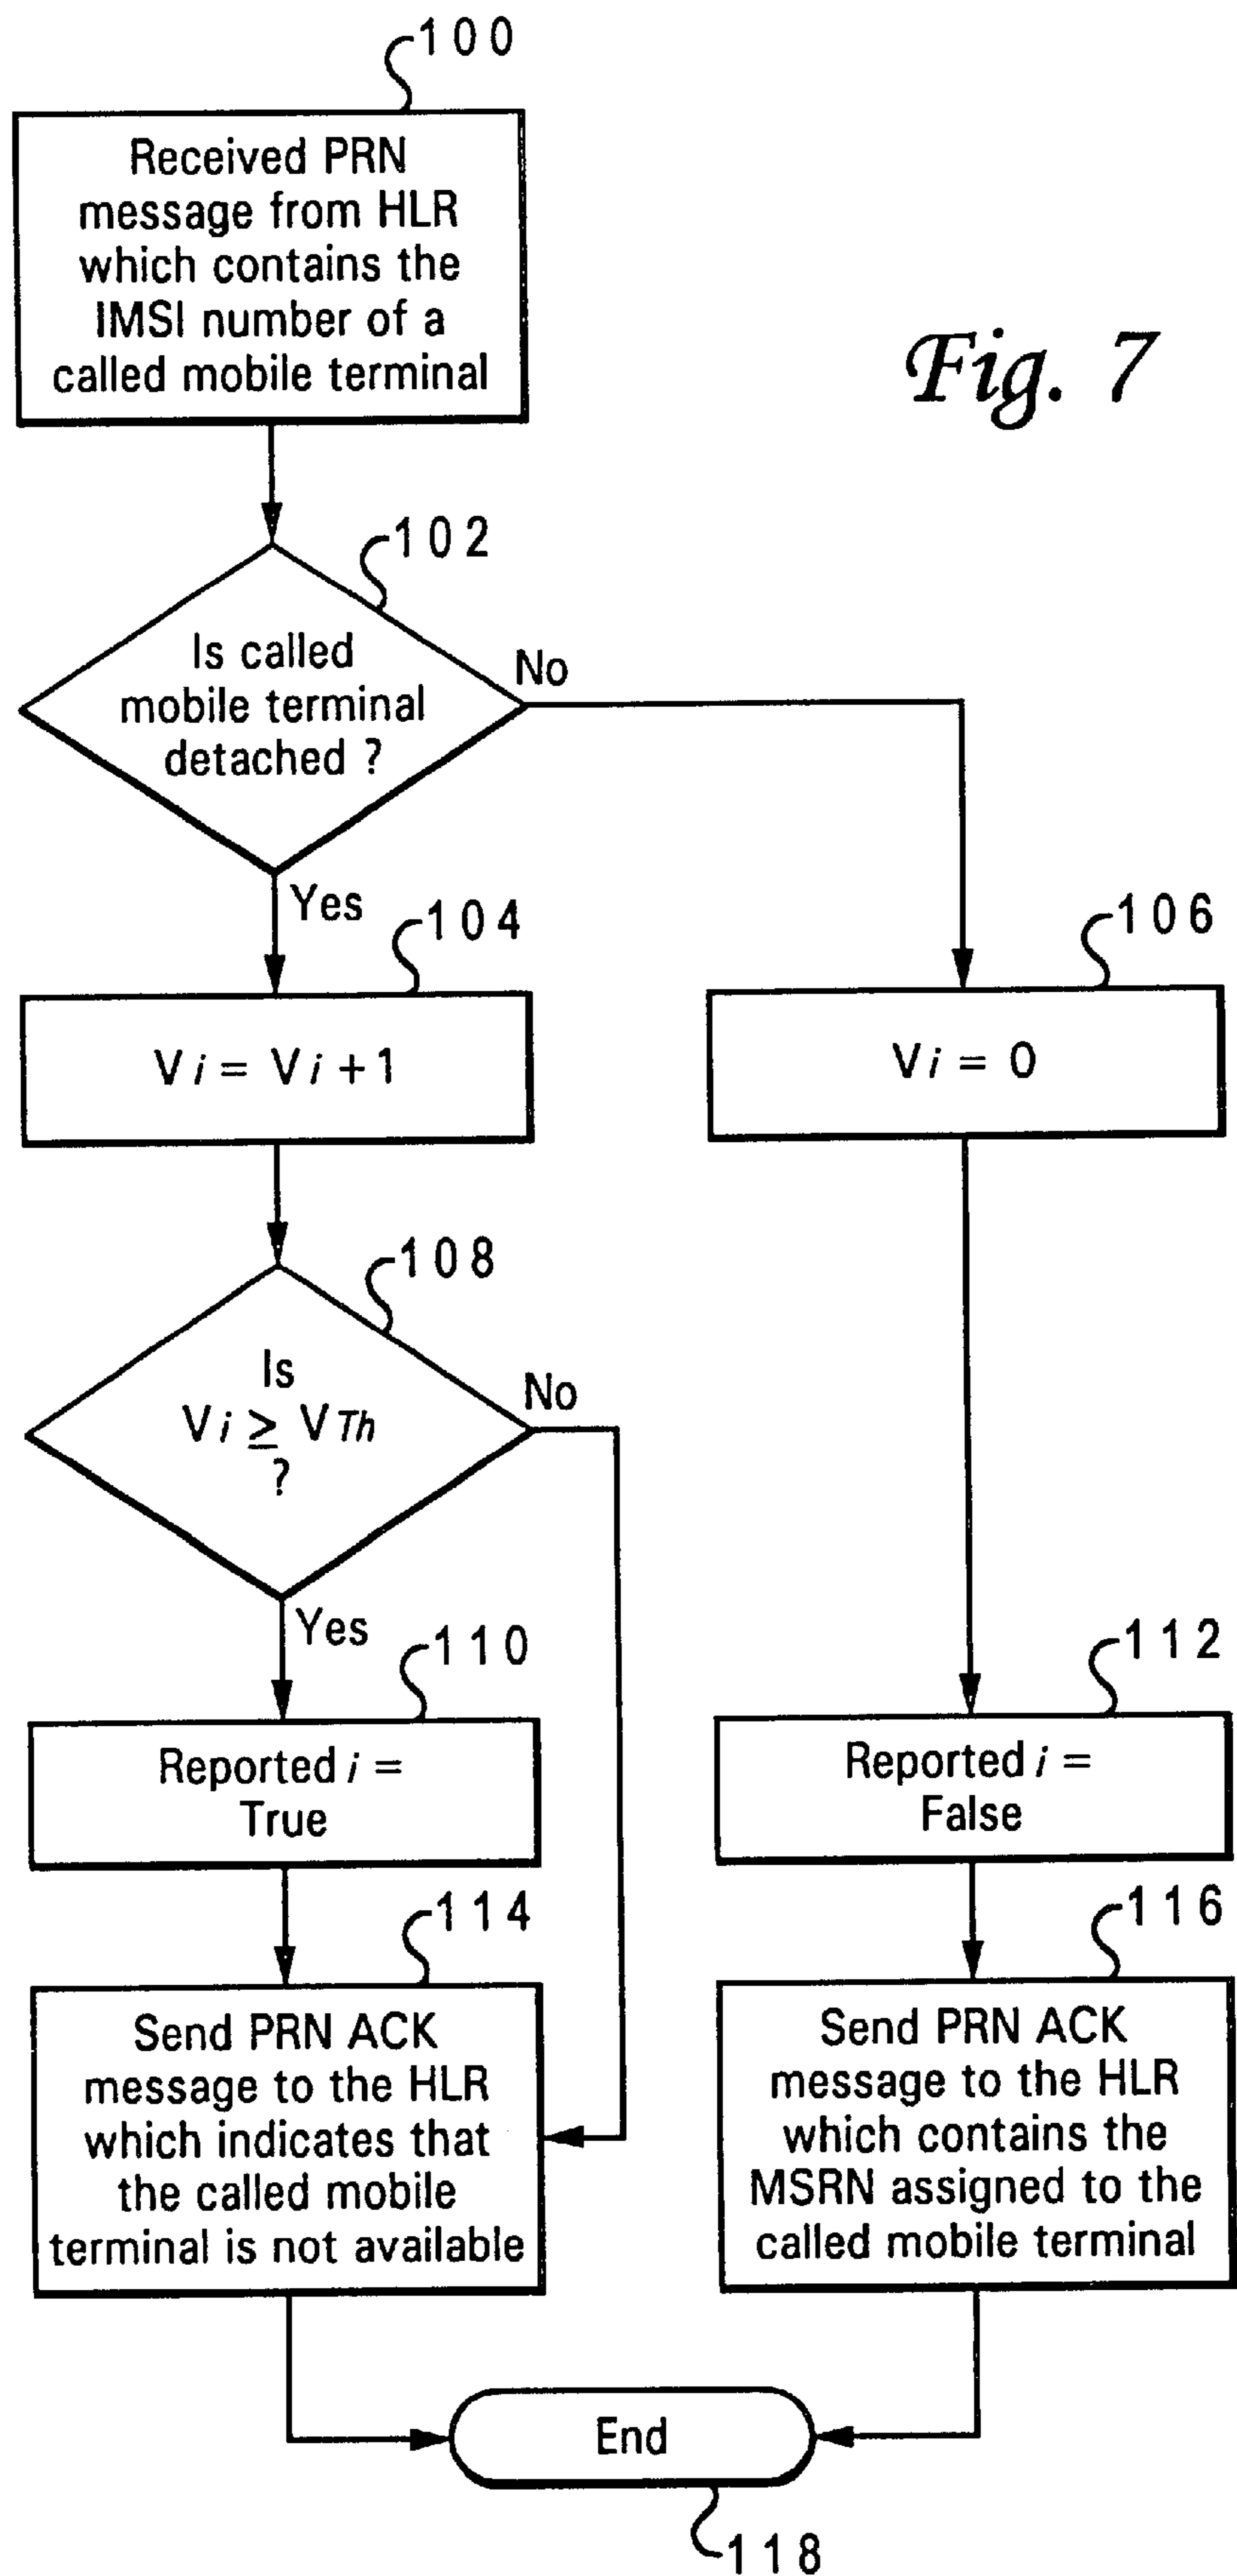 100
Received PRN
message from HLR
which contains the
IMSI number of a
called mobile terminal
Fig. 7
102
Is called
mobile terminal
detached ?
No
Yes
104
Vi = Vi + 1
106
Vi = 0
108
Is
Vi ≥ VTh
?
No
Yes
110
Reported i =
True
112
Reported i =
False
114
Send PRN ACK
message to the HLR
which indicates that
the called mobile
terminal is not available
116
Send PRN ACK
message to the HLR
which contains the
MSRN assigned to the
called mobile terminal
End
118